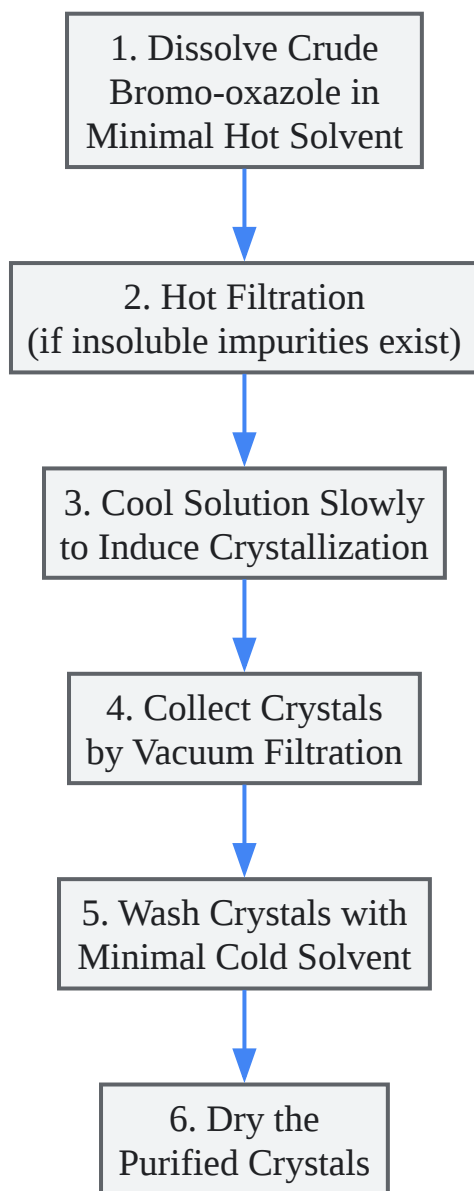 1. Dissolve Crude
Bromo-oxazole in
Minimal Hot Solvent
2. Hot Filtration
(if insoluble impurities exist)
3. Cool Solution Slowly
to Induce Crystallization
4. Collect Crystals
by Vacuum Filtration
5. Wash Crystals with
Minimal Cold Solvent
6. Dry the
Purified Crystals